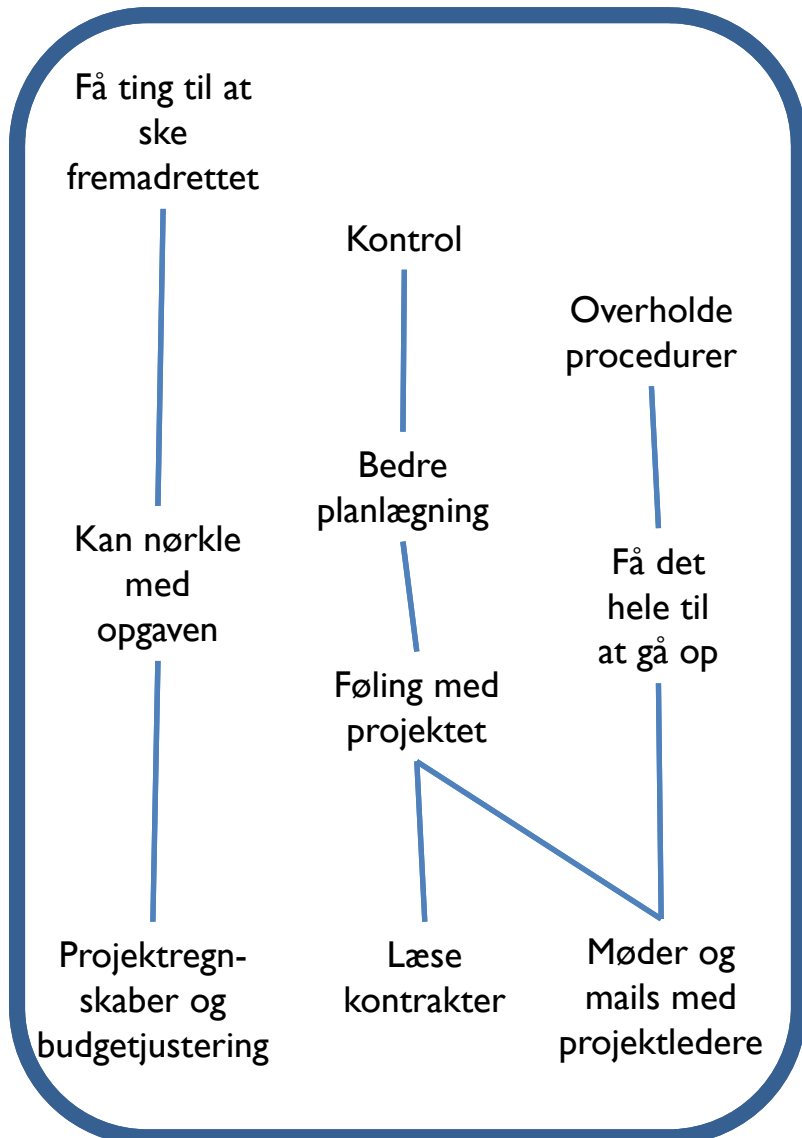 Få ting til at
ske
fremadrettet
Kontrol
Overholde
procedurer
Bedre
planlægning
Kan nørkle
med
opgaven
Få det
hele til
at gå op
Føling med
projektet
Projektregn-
skaber og
budgetjustering
Læse
kontrakter
Møder og
mails med
projektledere